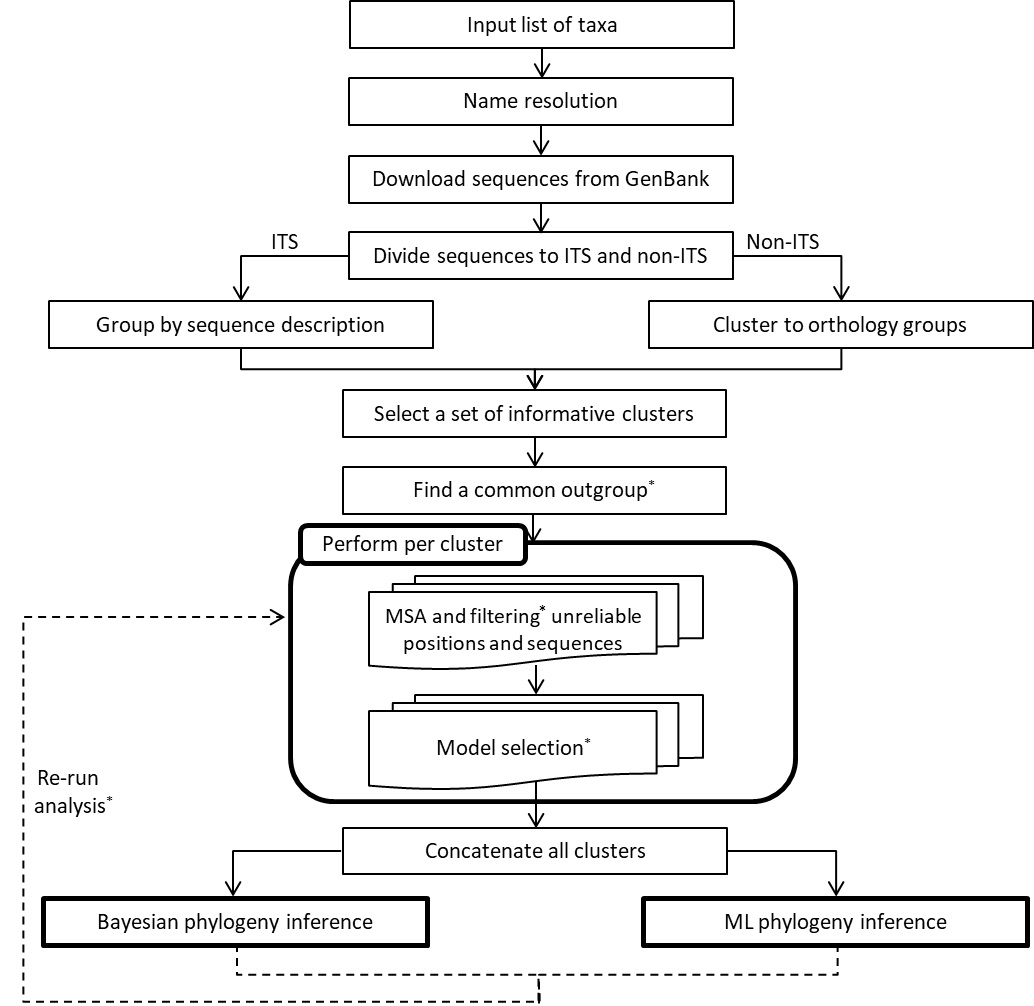 Input list of taxa
Name resolution
Download sequences from GenBank
ITS
Divide sequences to ITS and non-ITS
Non-ITS
Group by sequence description
Cluster to orthology groups
Select a set of informative clusters
Find a common outgroup*
Perform per cluster
MSA and filtering* unreliable
positions and sequences
Model selection*
Re-run
analysis*
Concatenate all clusters
Bayesian phylogeny inference
ML phylogeny inference